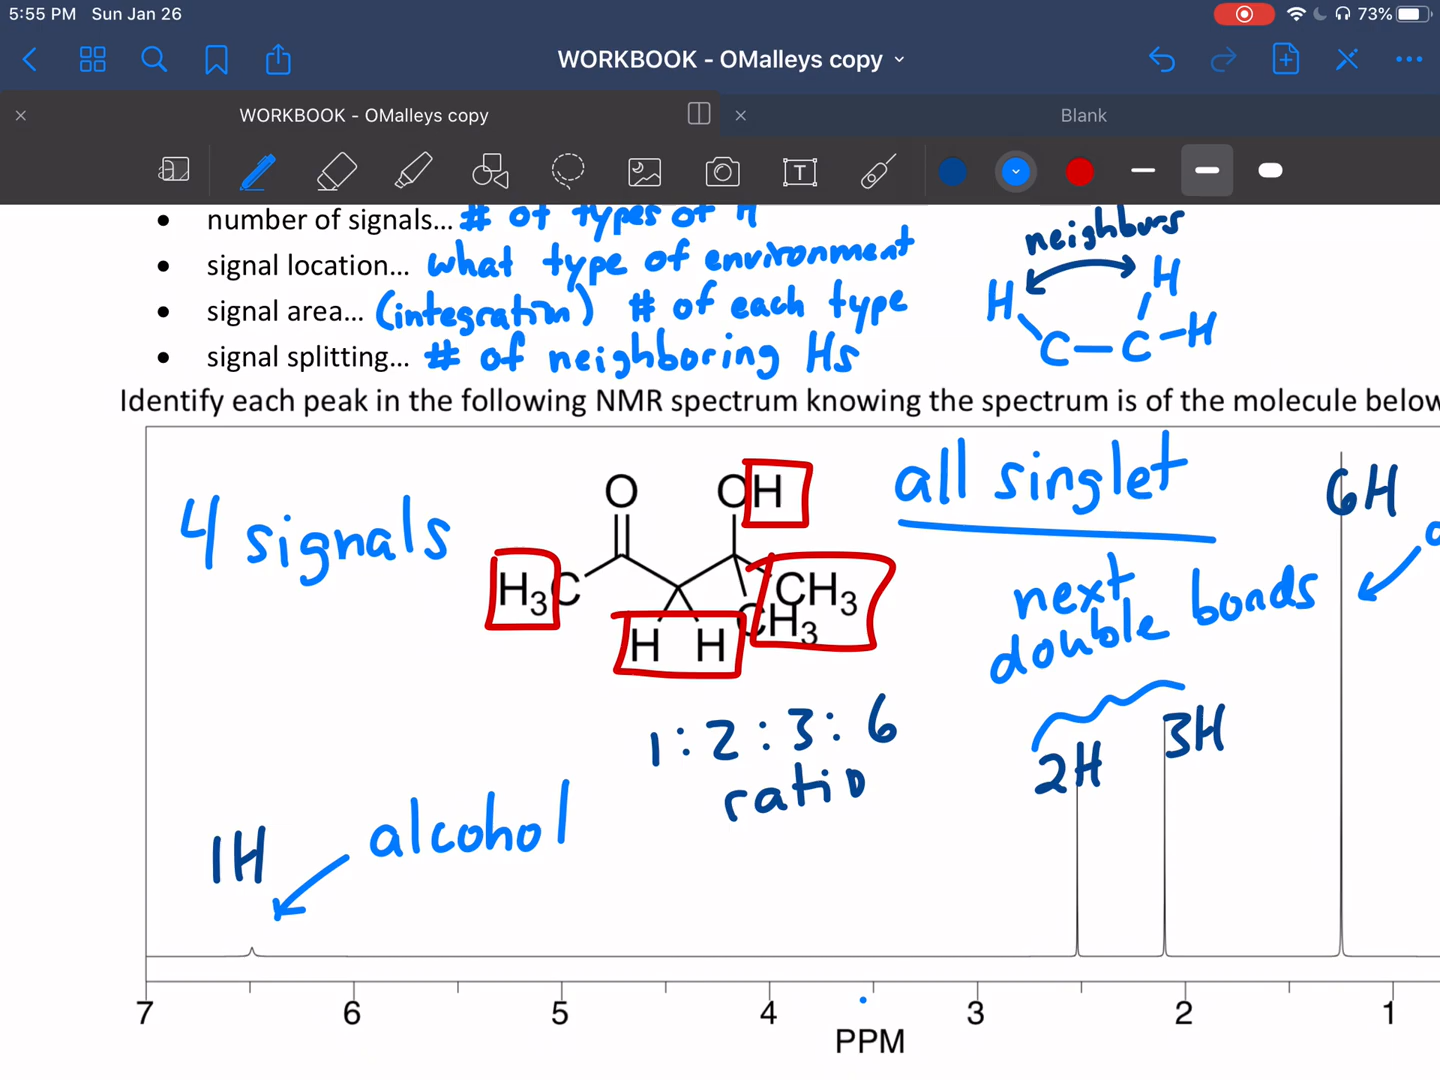 5:55 PM Sun Jan 26
73%
WORKBOOK - OMalleys copy
WORKBOOK - OMalleys copy
Blank
T
number of signals... # of types of H
signal location... what type of environment
signal area... (integration) # of each type
signal splitting... # of neighboring Hs
neighburs
H H
C — C - H
Identify each peak in the following NMR spectrum knowing the spectrum is of the molecule below
4 signals
O OH
H₃C CH₃
CH₃
H H
all singlet
6H
next double bonds
1 : 2 : 3 : 6
ratio
2H 3H
1H alcohol
7 6 5 4 3 2 1
PPM